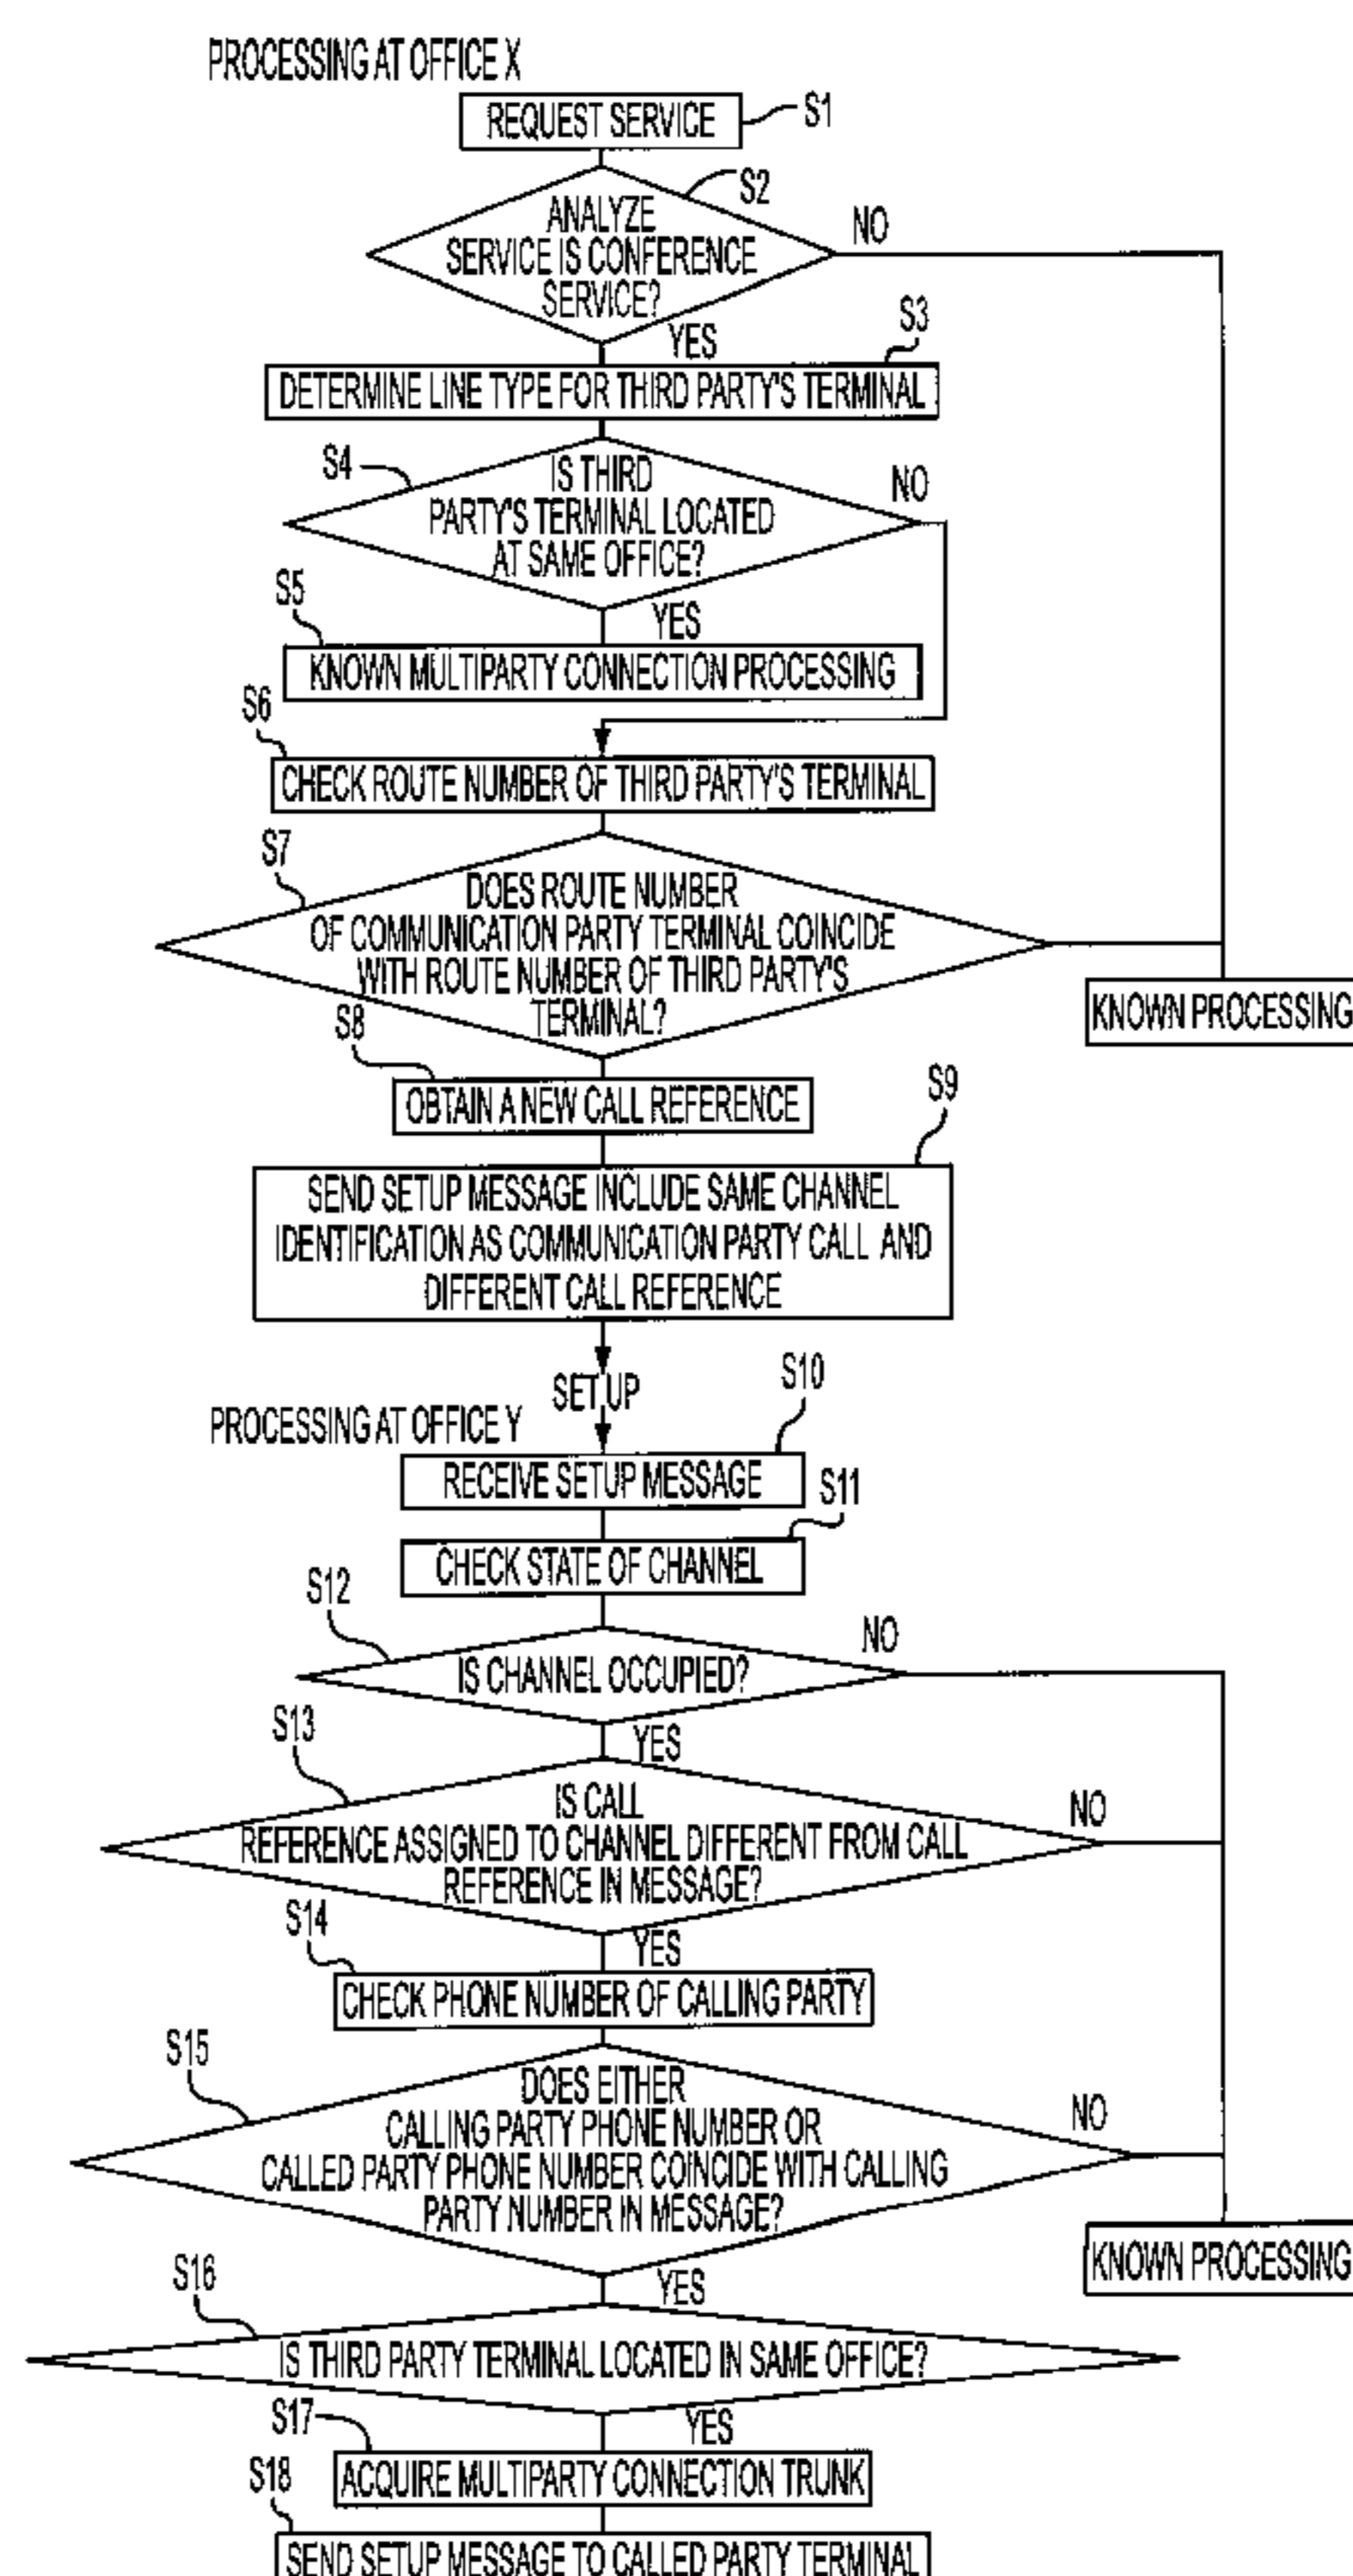 PROCESSING AT OFFICE X
REQUEST SERVICE
S1
S2
ANALYZE
SERVICE IS CONFERENCE
SERVICE?
NO
YES
S3
DETERMINE LINE TYPE FOR THIRD PARTY'S TERMINAL
S4
IS THIRD
PARTY'S TERMINAL LOCATED
AT SAME OFFICE?
NO
S5
YES
KNOWN MULTIPARTY CONNECTION PROCESSING
S6
CHECK ROUTE NUMBER OF THIRD PARTY'S TERMINAL
S7
DOES ROUTE NUMBER
OF COMMUNICATION PARTY TERMINAL COINCIDE
WITH ROUTE NUMBER OF THIRD PARTY'S
TERMINAL?
KNOWN PROCESSING
S8
OBTAIN A NEW CALL REFERENCE
S9
SEND SETUP MESSAGE INCLUDE SAME CHANNEL
IDENTIFICATION AS COMMUNICATION PARTY CALL AND
DIFFERENT CALL REFERENCE
SET UP
PROCESSING AT OFFICE Y
S10
RECEIVE SETUP MESSAGE
S11
CHECK STATE OF CHANNEL
S12
IS CHANNEL OCCUPIED?
NO
YES
S13
IS CALL
REFERENCE ASSIGNED TO CHANNEL DIFFERENT FROM CALL
REFERENCE IN MESSAGE?
NO
YES
S14
CHECK PHONE NUMBER OF CALLING PARTY
S15
DOES EITHER
CALLING PARTY PHONE NUMBER OR
CALLED PARTY PHONE NUMBER COINCIDE WITH CALLING
PARTY NUMBER IN MESSAGE?
NO
YES
KNOWN PROCESSING
S16
IS THIRD PARTY TERMINAL LOCATED IN SAME OFFICE?
YES
S17
ACQUIRE MULTIPARTY CONNECTION TRUNK
S18
SEND SETUP MESSAGE TO CALLED PARTY TERMINAL